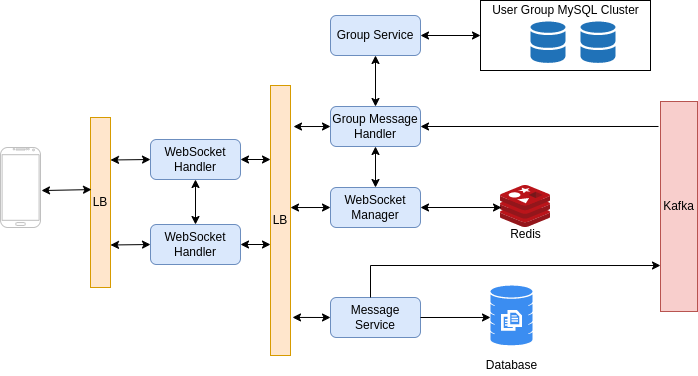 User Group MySQL Cluster
Group Service
Group Message
Handler
WebSocket
Handler
LB
WebSocket
Manager
Kafka
LB
Redis
WebSocket
Handler
Message
Service
Database